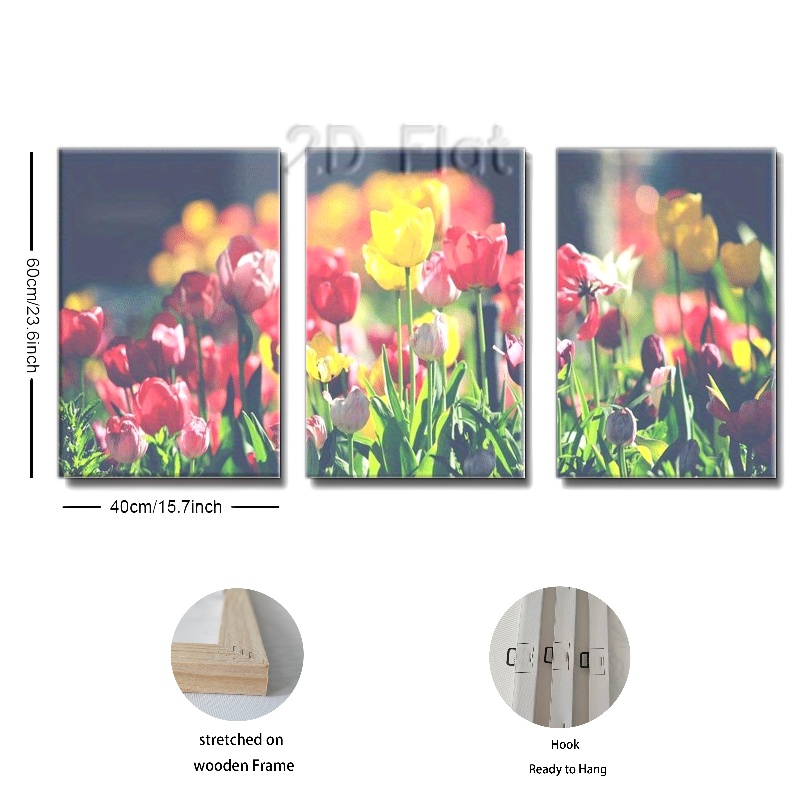 2D Flat
60cm/23.6inch
40cm/15.7inch
stretched on
wooden Frame
Hook
Ready to Hang